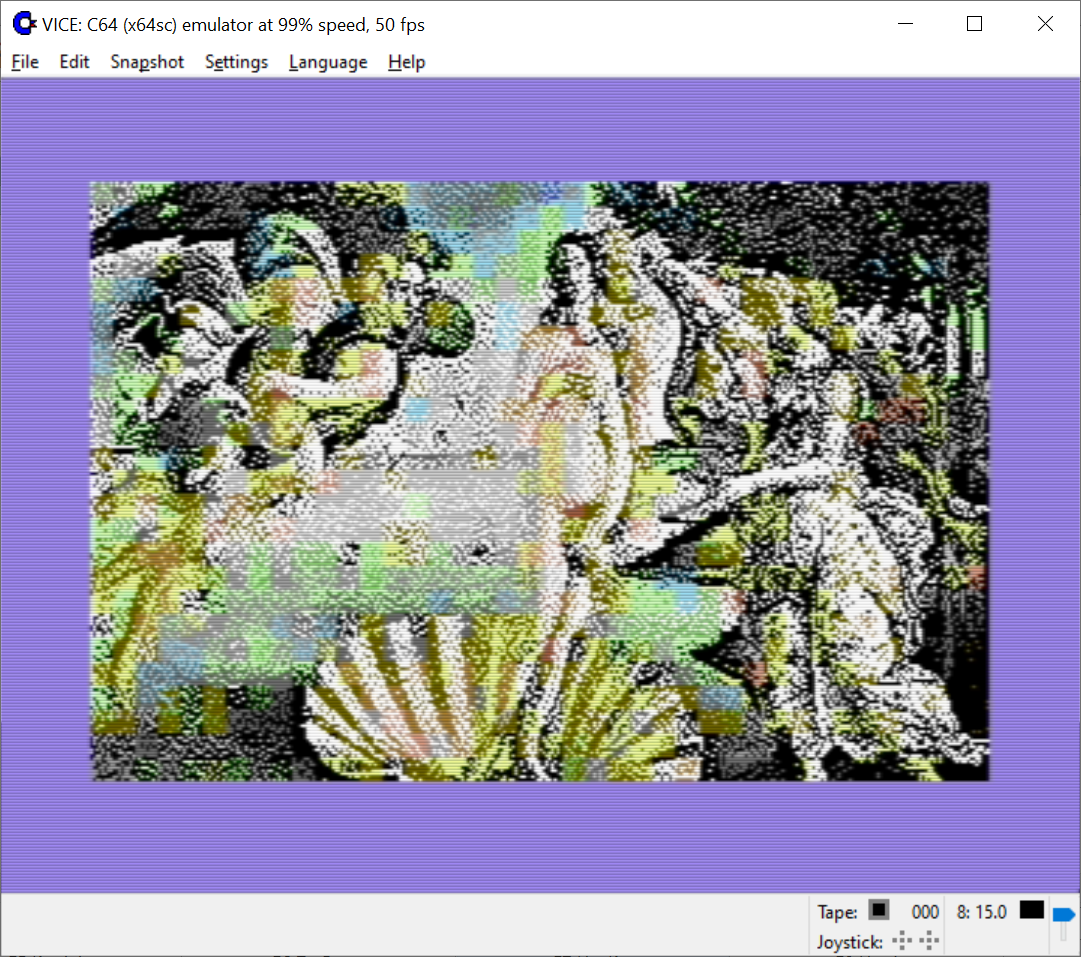 VICE: C64 (x64sc) emulator at 99% speed, 50 fps
File Edit Snapshot Settings Language Help
Tape: 000 8: 15.0
Joystick: